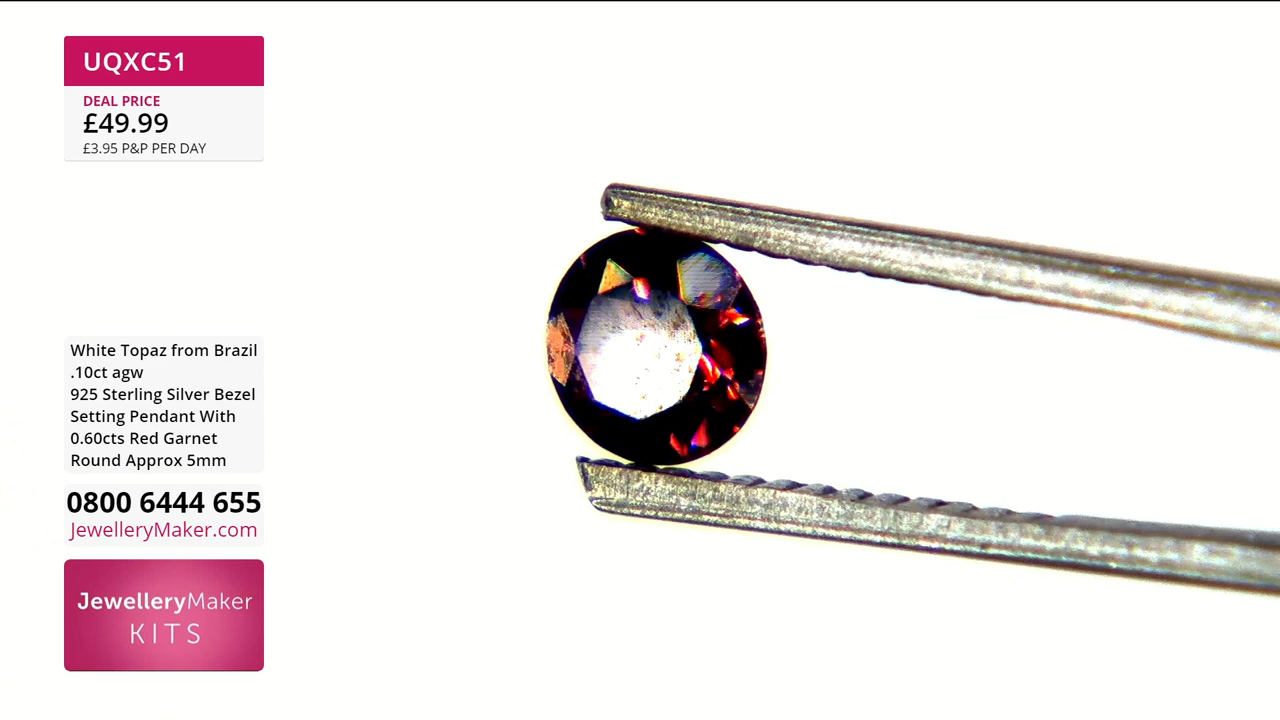 UQXC51
DEAL PRICE
£49.99
£3.95 P&P PER DAY
White Topaz from Brazil
.10ct agw
925 Sterling Silver Bezel
Setting Pendant With
0.60cts Red Garnet
Round Approx 5mm
0800 6444 655
JewelleryMaker.com
JewelleryMaker
KITS